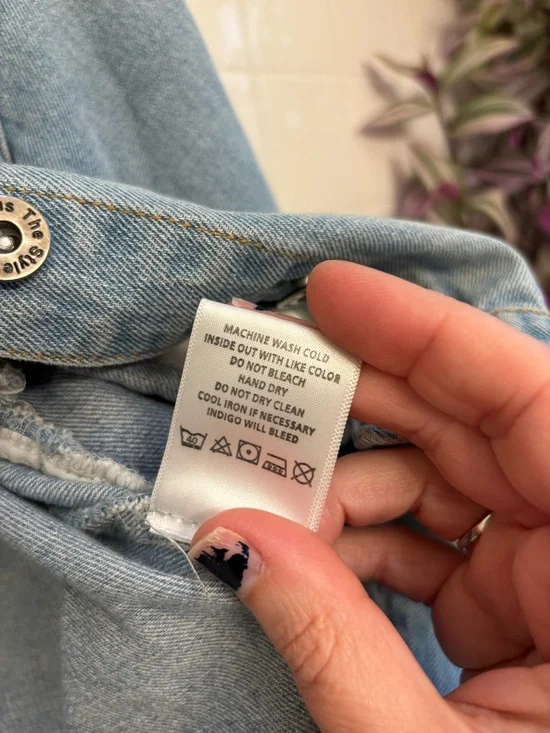 s The Style
MACHINE WASH COLD
INSIDE OUT WITH LIKE COLOR
DO NOT BLEACH
HAND DRY
DO NOT DRY CLEAN
COOL IRON IF NECESSARY
INDIGO WILL BLEED
40